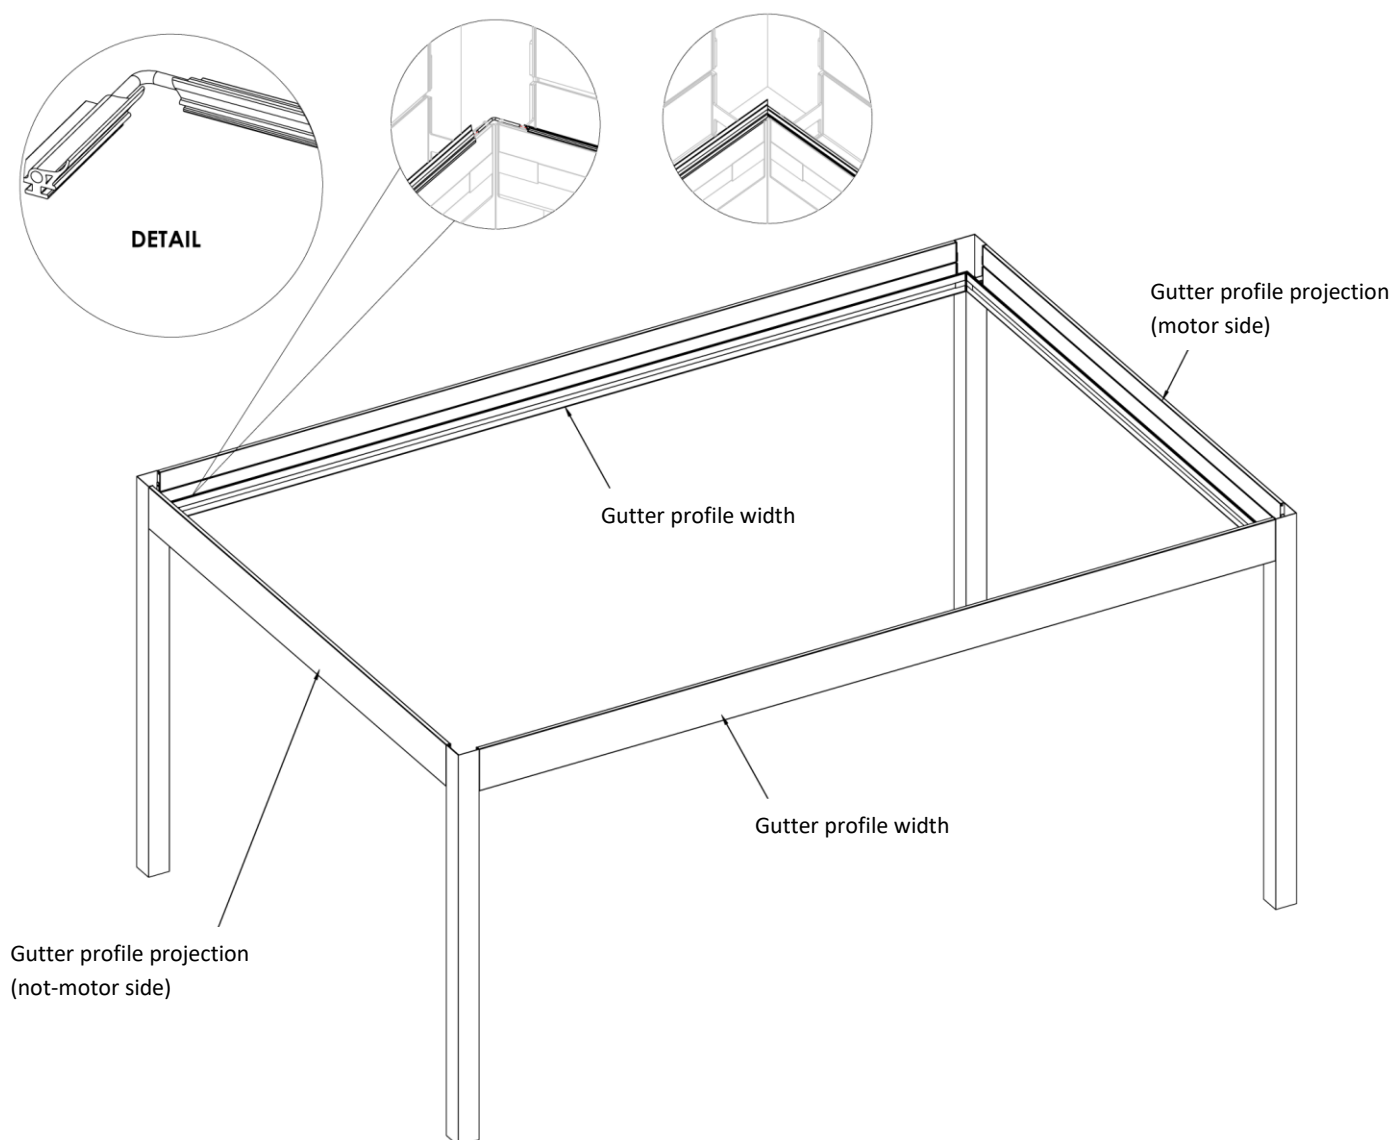 DETAIL
Gutter profile projection
(motor side)
Gutter profile width
Gutter profile width
Gutter profile projection
(not-motor side)